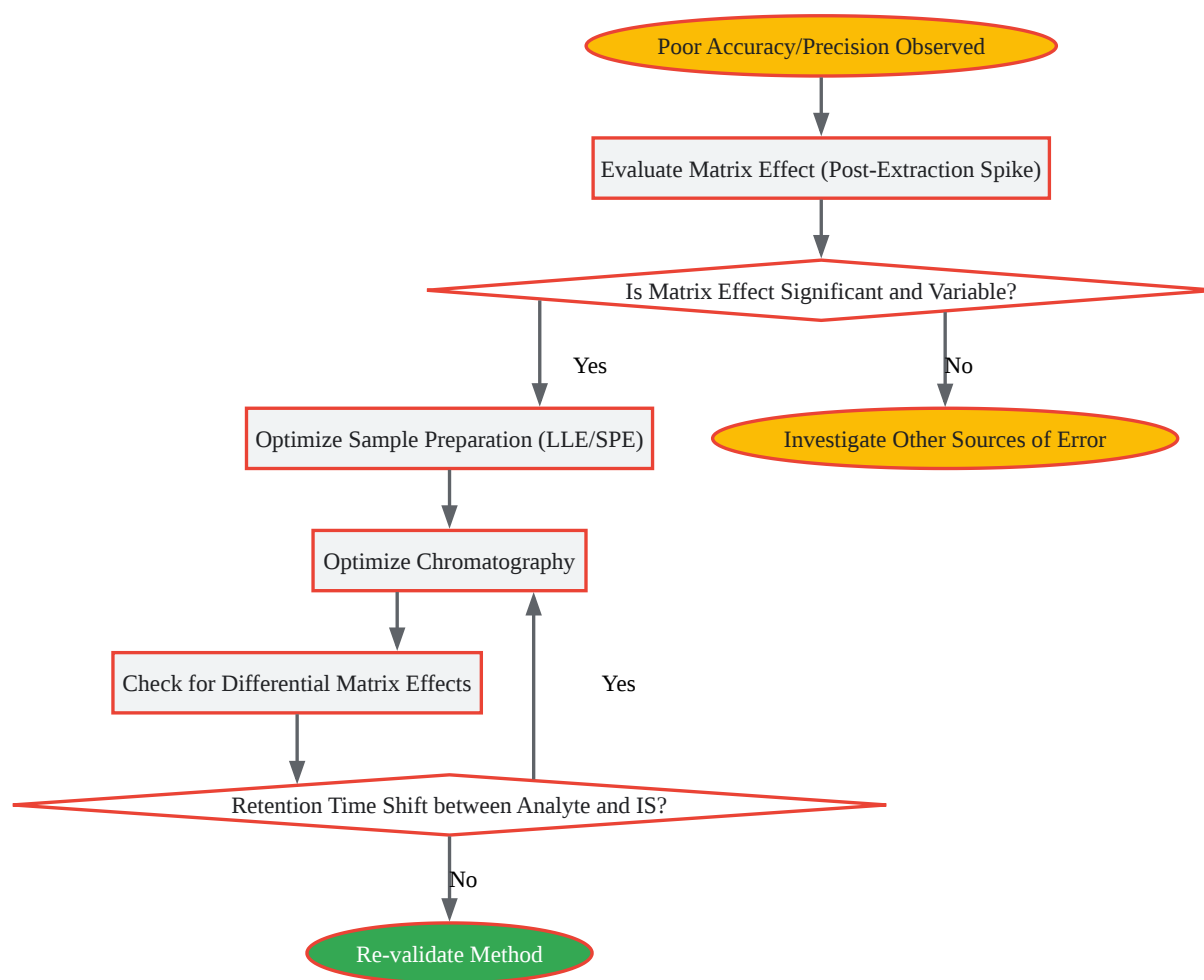 Poor Accuracy/Precision Observed
Evaluate Matrix Effect (Post-Extraction Spike)
Is Matrix Effect Significant and Variable?
Yes
No
Optimize Sample Preparation (LLE/SPE)
Investigate Other Sources of Error
Optimize Chromatography
Check for Differential Matrix Effects
Yes
Retention Time Shift between Analyte and IS?
No
Re-validate Method